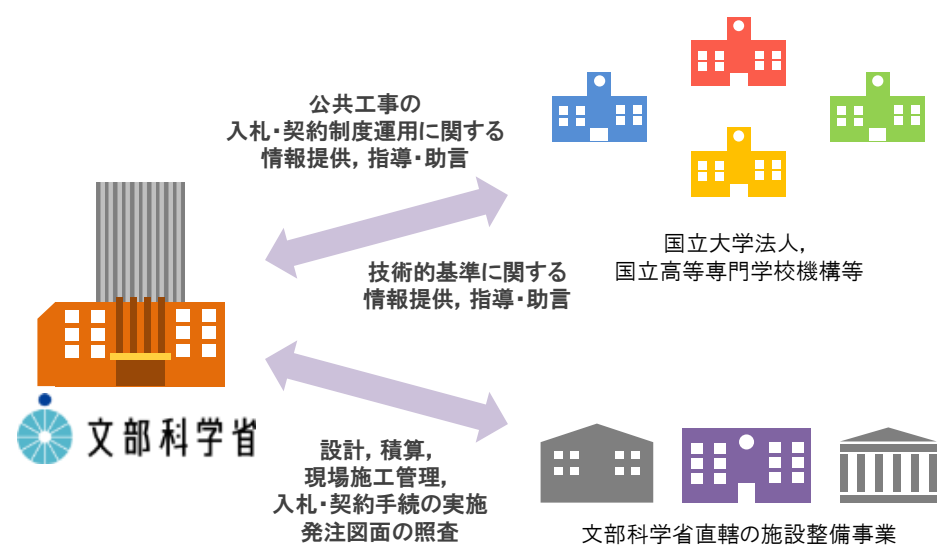 公共工事の
入札・契約制度運用に関する
情報提供，指導・助言
国立大学法人，
国立高等専門学校機構等
技術的基準に関する
情報提供，指導・助言
文部科学省
設計，積算，
現場施工管理，
入札・契約手続の実施
発注図面の照査
文部科学省直轄の施設整備事業